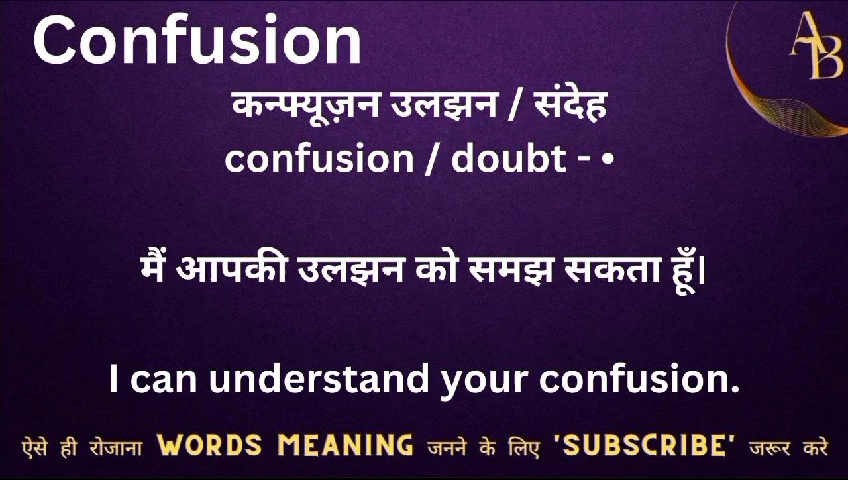 Confusion
AB
कन्फ्यूज़न उलझन / संदेह
confusion / doubt - •
मैं आपकी उलझन को समझ सकता हूँ|
I can understand your confusion.
ऐसे ही रोजाना WORDS MEANING जनने के लिए 'SUBSCRIBE' जरूर करे